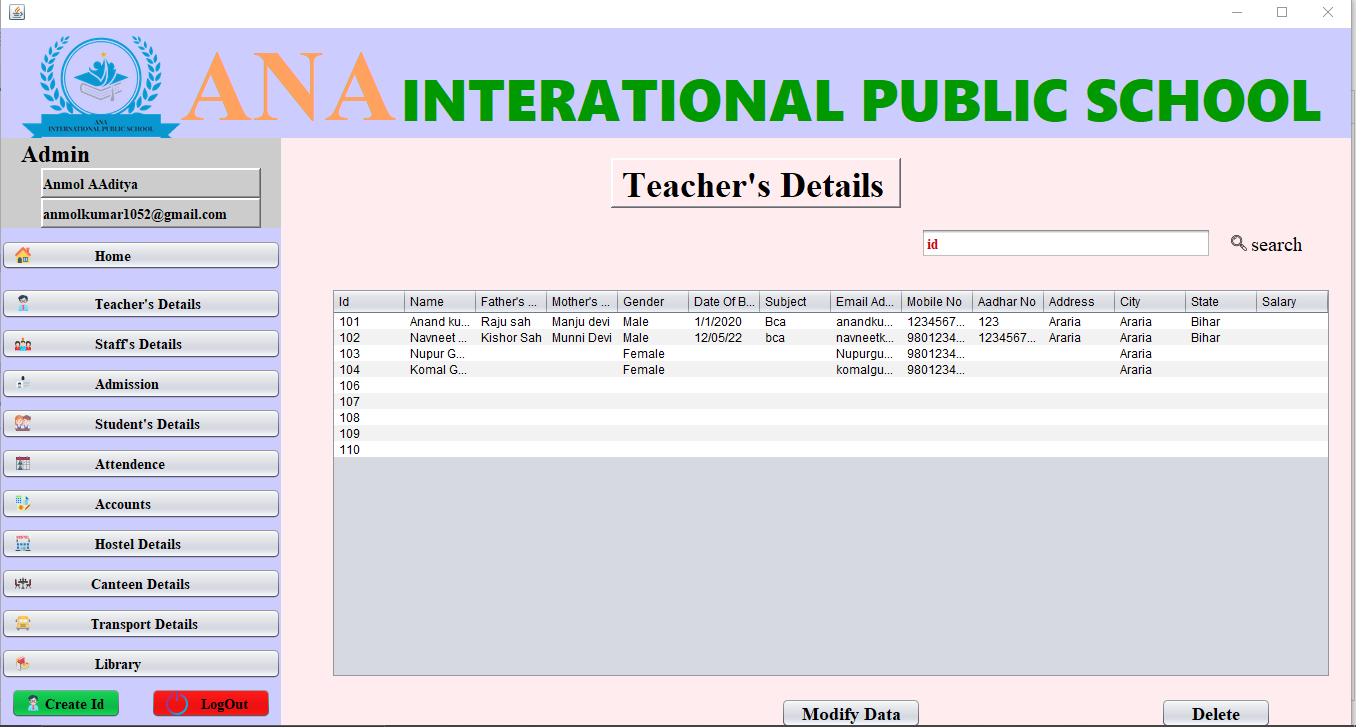 ANA INTERATIONAL PUBLIC SCHOOL
ANA
INTERNATIONAL PUBLIC SCHOOL
Admin
Anmol AAditya
anmolkumar1052@gmail.com
Home
Teacher's Details
Staff's Details
Admission
Student's Details
Attendence
Accounts
Hostel Details
Canteen Details
Transport Details
Library
Create Id LogOut
Teacher's Details
id search
Id Name Father's ... Mother's ... Gender Date Of B... Subject Email Ad... Mobile No Aadhar No Address City State Salary
101 Anand ku... Raju sah Manju devi Male 1/1/2020 Bca anandku... 1234567... 123 Araria Araria Bihar
102 Navneet ... Kishor Sah Munni Devi Male 12/05/22 bca navneetk... 9801234... 1234567... Araria Araria Bihar
103 Nupur G... Female Nupurgu... 9801234... Araria
104 Komal G... Female komalgu... 9801234... Araria
106
107
108
109
110
Modify Data Delete